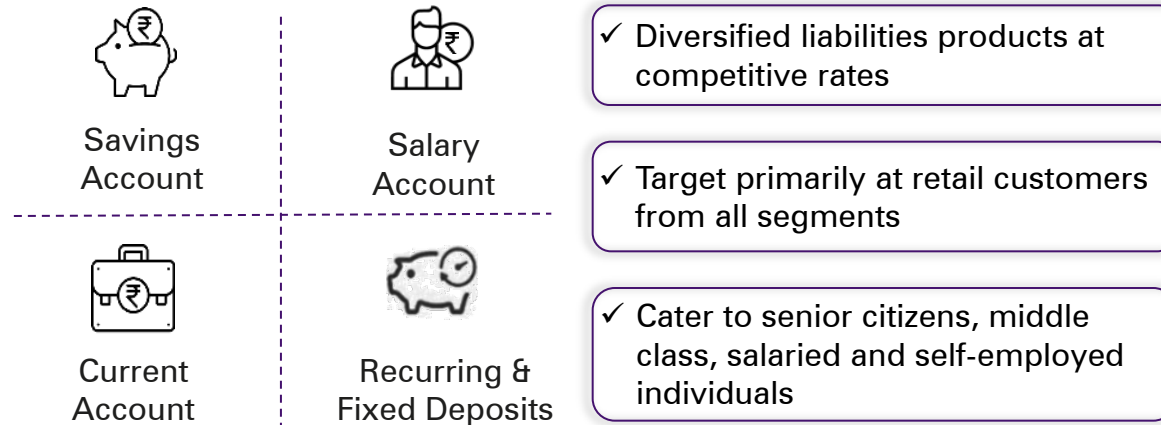 Savings
Account
Salary
Account
Current
Account
Recurring &
Fixed Deposits
✓ Diversified liabilities products at
competitive rates
✓ Target primarily at retail customers
from all segments
✓ Cater to senior citizens, middle
class, salaried and self-employed
individuals